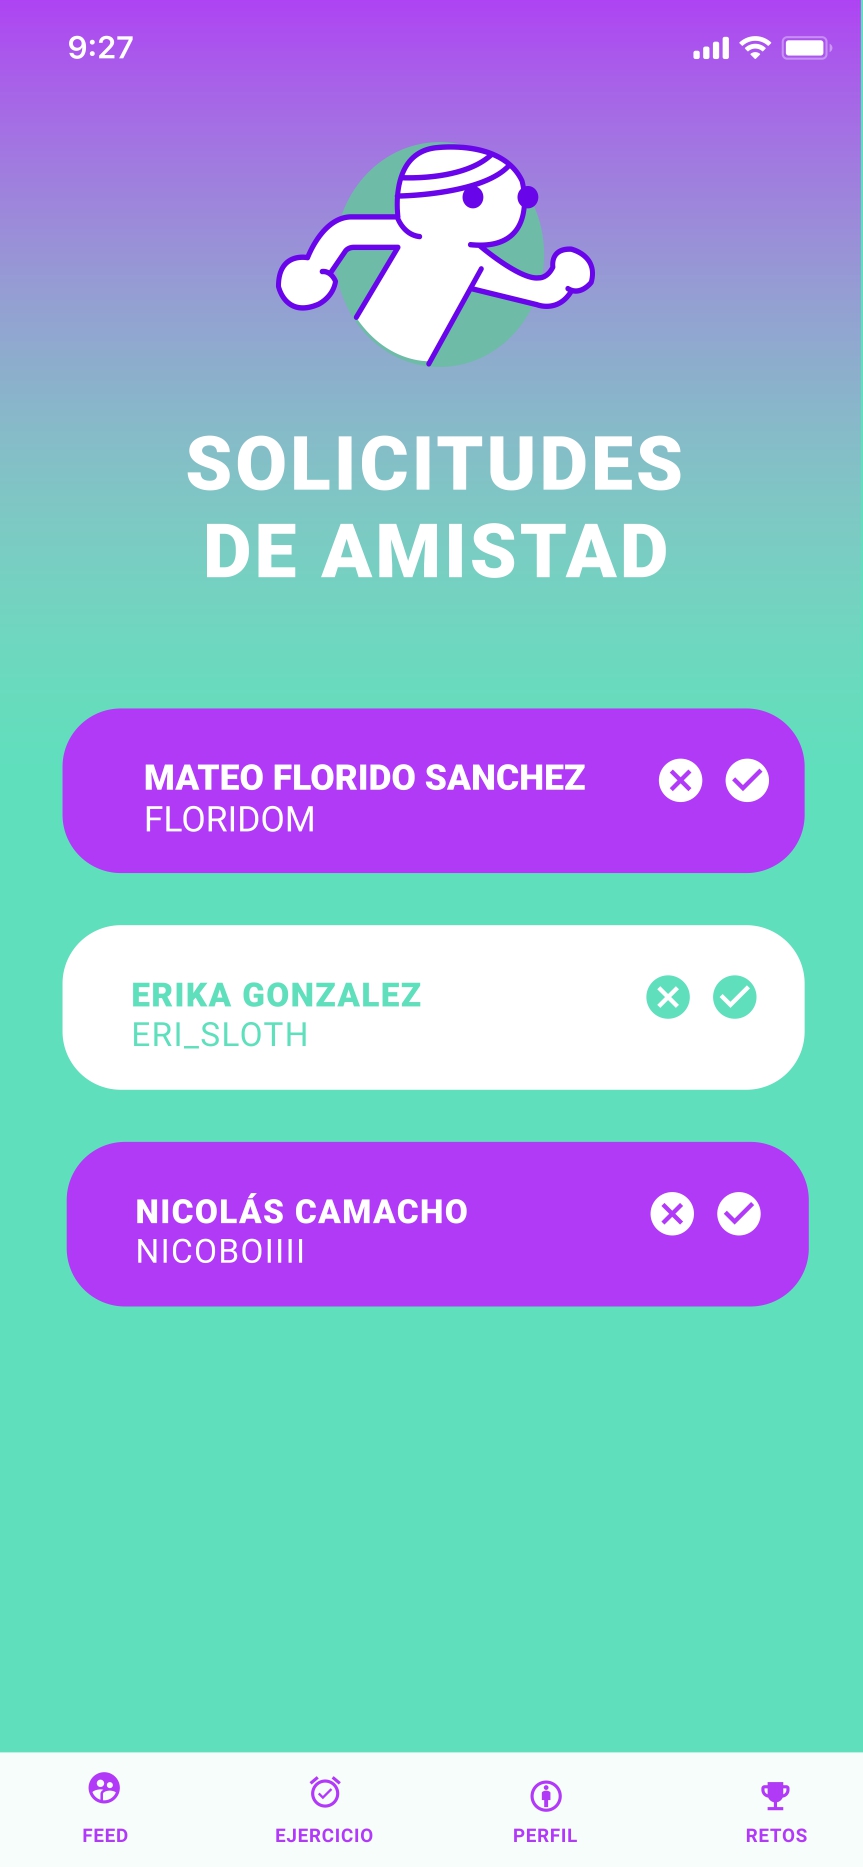 9:27
SOLICITUDES
DE AMISTAD
MATEO FLORIDO SANCHEZ
FLORIDOM
ERIKA GONZALEZ
ERI_SLOTH
NICOLÁS CAMACHO
NICOBOIIII
FEED
EJERCICIO
PERFIL
RETOS